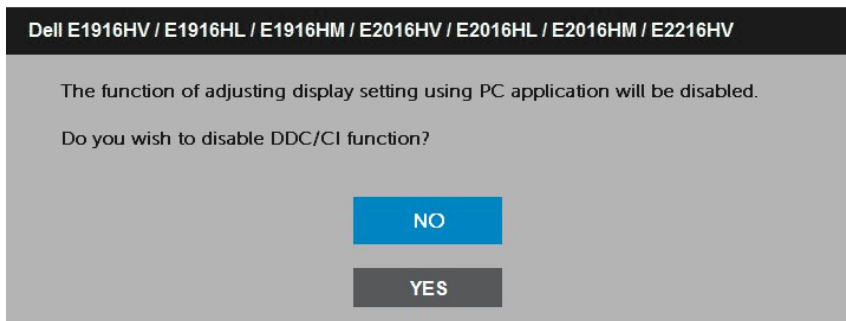 Dell E1916HV / E1916HL / E1916HM / E2016HV / E2016HL / E2016HM / E2216HV
The function of adjusting display setting using PC application will be disabled.
Do you wish to disable DDC/CI function?
NO
YES